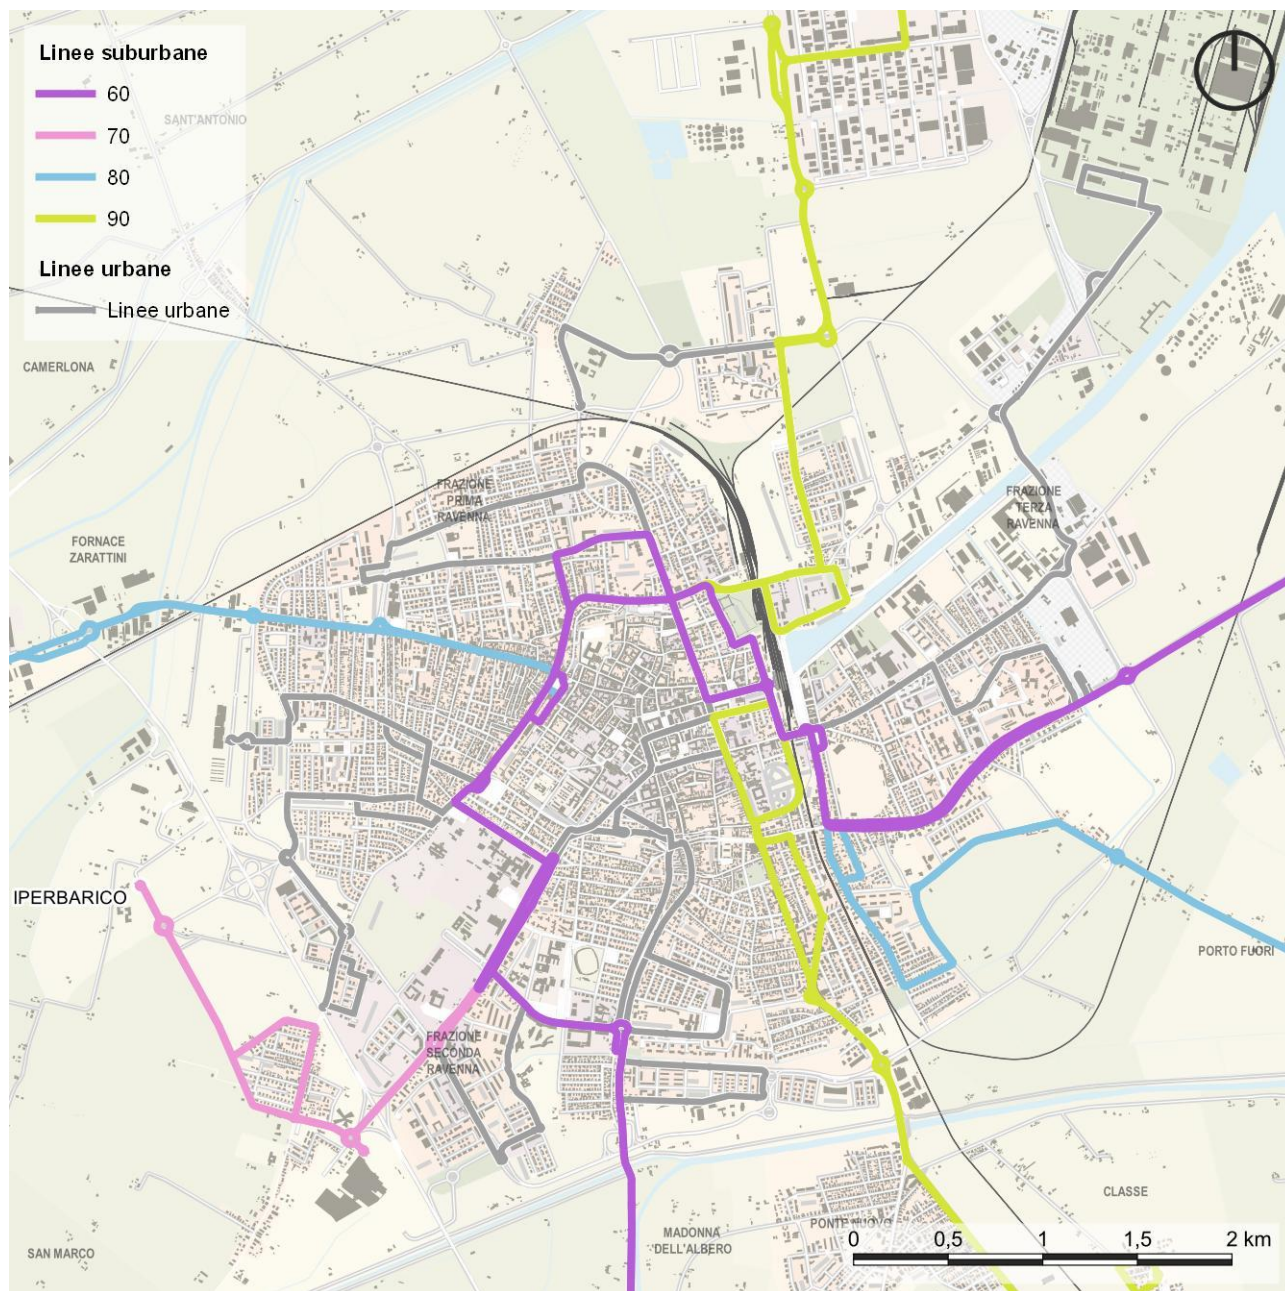 Linee suburbane
60
70
80
90
Linee urbane
Linee urbane
SANT'ANTONIO
CAMERLONA
FRAZIONE
PRIMA
RAVENNA
FRAZIONE
TERZA
RAVENNA
FORNACE
ZARATTINI
IPERBARICO
PORTO FUORI
FRAZIONE
SECONDA
RAVENNA
CLASSE
MADONNA
DELL'ALBERO
PONTE NUOVO
SAN MARCO
0 0,5 1 1,5 2 km